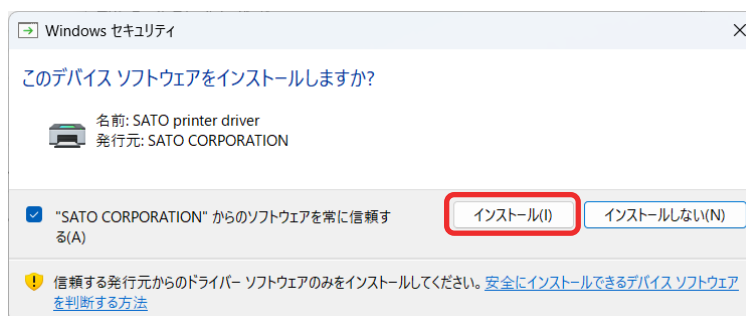 Windows セキュリティ
このデバイス ソフトウェアをインストールしますか?
名前: SATO printer driver
発行元: SATO CORPORATION
"SATO CORPORATION" からのソフトウェアを常に信頼す
る(A)
インストール(I)
インストールしない(N)
信頼する発行元からのドライバー ソフトウェアのみをインストールしてください。安全にインストールできるデバイス ソフトウェア
を判断する方法